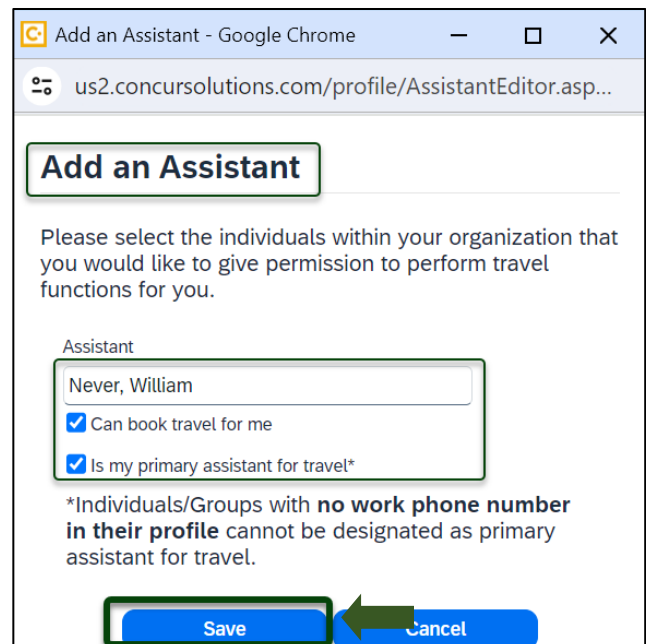 Add an Assistant - Google Chrome
us2.concursolutions.com/profile/AssistantEditor.asp...
Add an Assistant
Please select the individuals within your organization that
you would like to give permission to perform travel
functions for you.
Assistant
Never, William
Can book travel for me
Is my primary assistant for travel*
*Individuals/Groups with no work phone number
in their profile cannot be designated as primary
assistant for travel.
Save
Cancel